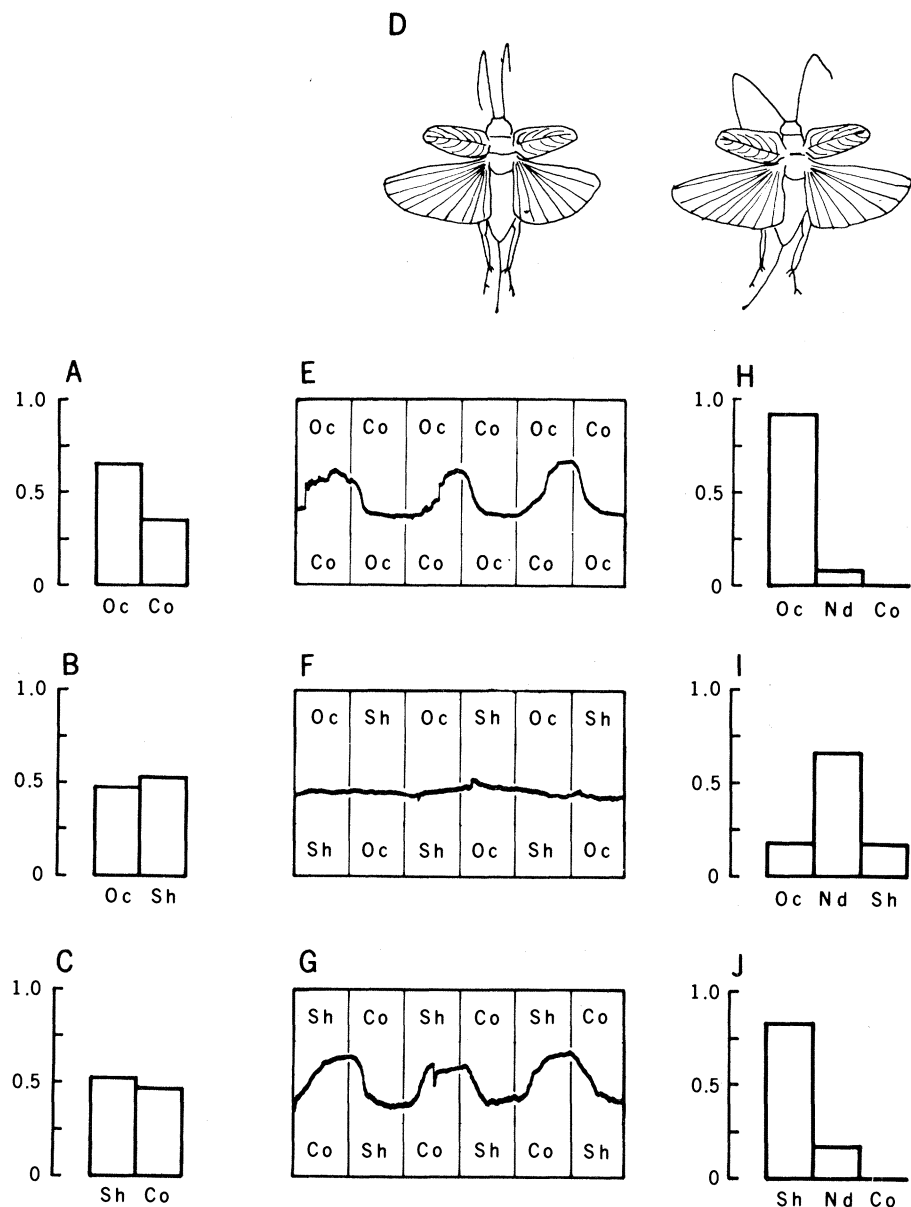 D
A
1.0
0.5
0
Oc Co
E
Oc Co Oc Co Oc Co
Co Oc Co Oc Co Oc
H
1.0
0.5
0
Oc Nd Co
B
1.0
0.5
0
Oc Sh
F
Oc Sh Oc Sh Oc Sh
Sh Oc Sh Oc Sh Oc
I
1.0
0.5
0
Oc Nd Sh
C
1.0
0.5
0
Sh Co
G
Sh Co Sh Co Sh Co
Co Sh Co Sh Co Sh
J
1.0
0.5
0
Sh Nd Co